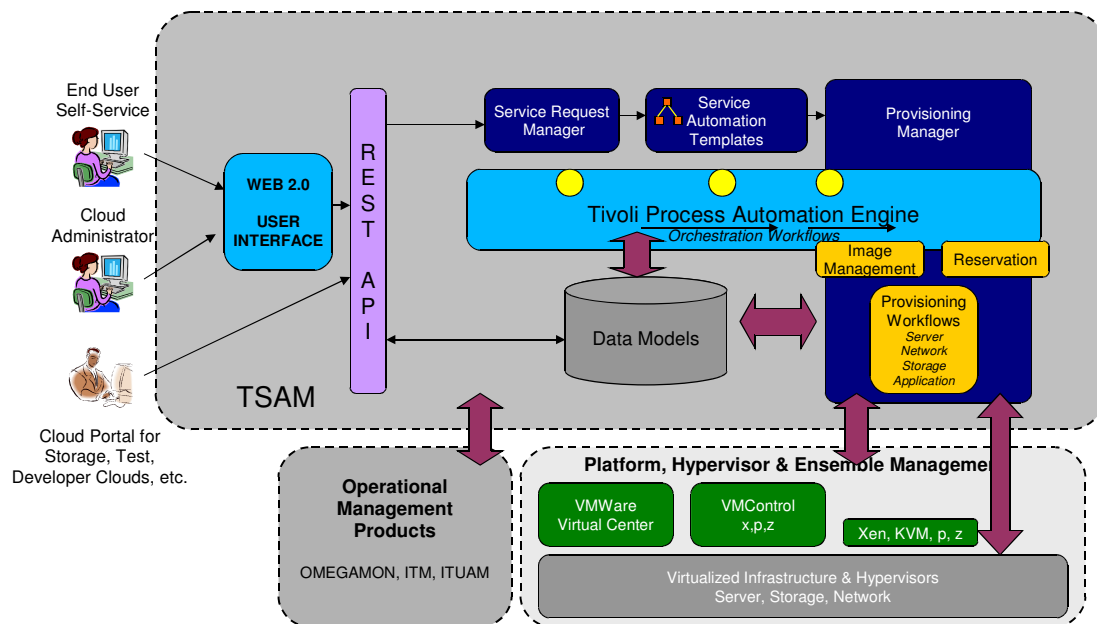 End User
Self-Service
Cloud
Administrator
Cloud Portal for
Storage, Test,
Developer Clouds, etc.
WEB 2.0
USER
INTERFACE
REST API
Service Request
Manager
Service
Automation
Templates
Provisioning
Manager
Tivoli Process Automation Engine
Orchestration Workflows
Image
Management
Reservation
Provisioning
Workflows
Server
Network
Storage
Application
Data Models
TSAM
Operational
Management
Products
OMEGAMON, ITM, ITUAM
Platform, Hypervisor & Ensemble Managemen
VMWare
Virtual Center
VMControl
x,p,z
Xen, KVM, p, z
Virtualized Infrastructure & Hypervisors
Server, Storage, Network